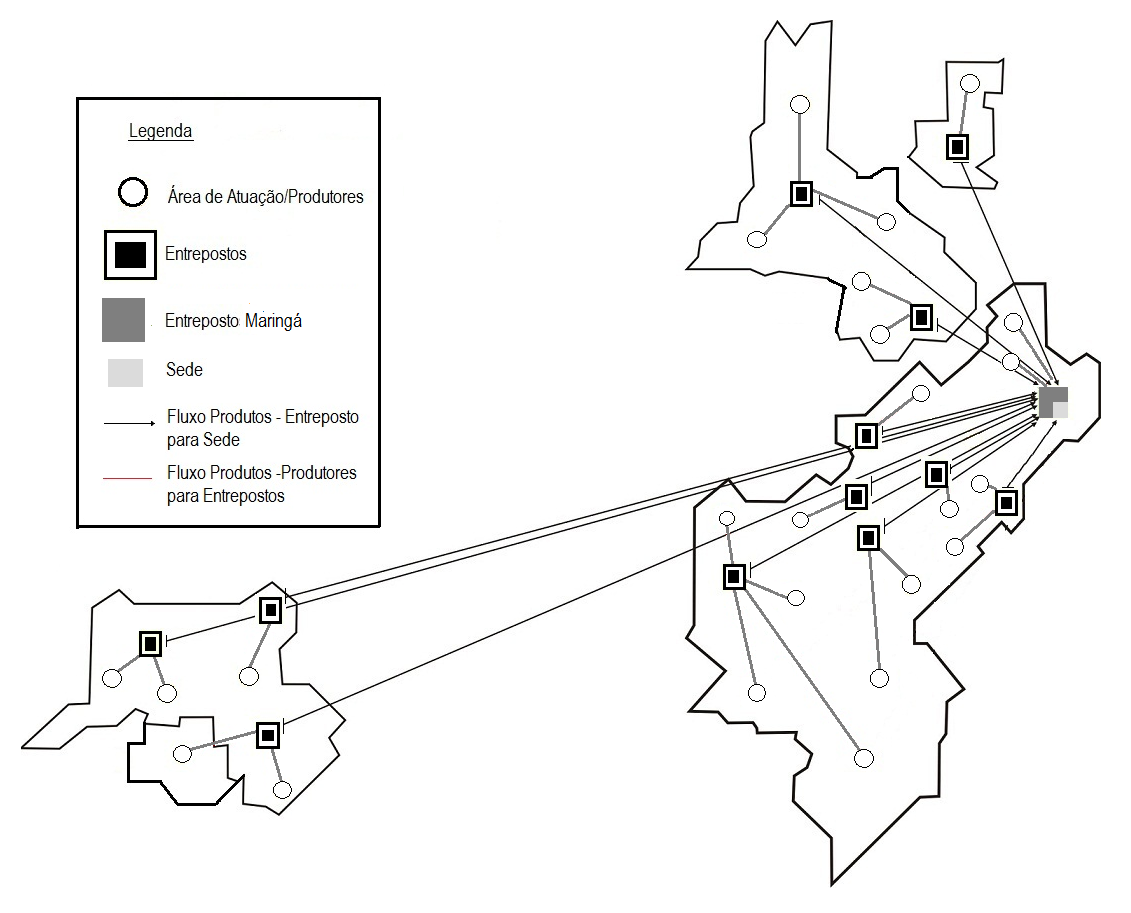 Legenda
Área de Atuação/Produtores
Entrepostos
Entreposto Maringá
Sede
Fluxo Produtos - Entreposto
para Sede
Fluxo Produtos -Produtores
para Entrepostos